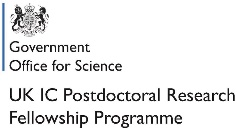 Government
Office for Science
UK IC Postdoctoral Research
Fellowship Programme